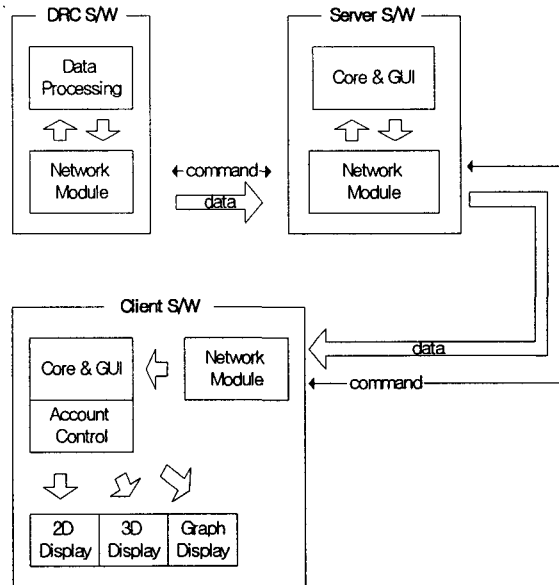 DRC S/W
Data
Processing
Network
Module
command
data
Server S/W
Core & GUI
Network
Module
data
command
Client S/W
Core & GUI
Account
Control
Network
Module
2D
Display
3D
Display
Graph
Display